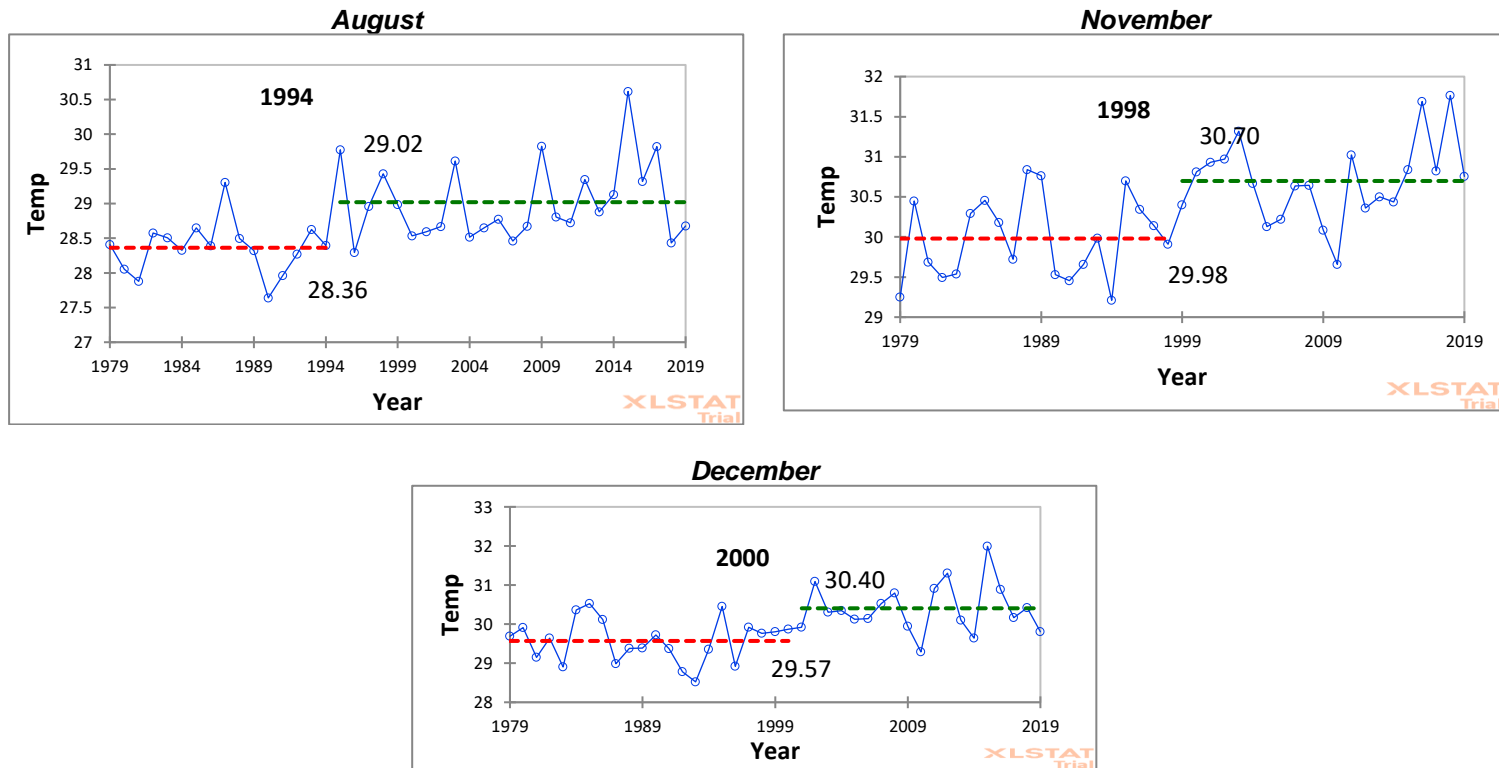 August
31
30.5
30
29.5
29
28.5
28
27.5
27
1994
29.02
28.36
Temp
1979 1984 1989 1994 1999 2004 2009 2014 2019
Year
XLSTAT
Trial
November
32
31.5
31
30.5
30
29.5
29
1998
30.70
29.98
Temp
1979 1989 1999 2009 2019
Year
XLSTAT
Trial
December
33
32
31
30
29
28
2000
30.40
29.57
Temp
1979 1989 1999 2009 2019
Year
XLSTAT
Trial